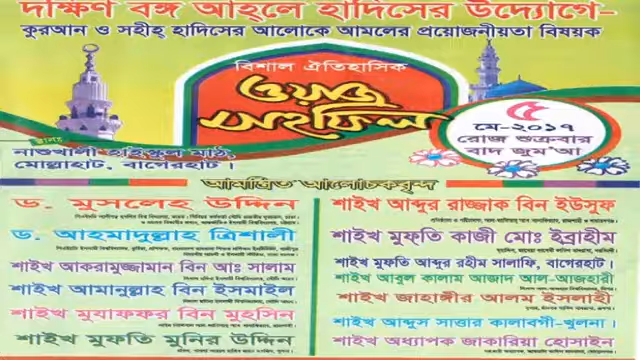 দক্ষিণ বঙ্গ আহলে হাদিসের উদ্যোগে-
কুরআন ও সহীহ হাদিসের আলোকে আমলের প্রয়োজনীয়তা বিষয়ক
বিশাল ঐতিহাসিক
ওয়াজ
মাহফিল
৫
মে-২০১৭
রোজ শুক্রবার
বাদ জুম'আ
স্থানঃ
নাশুখালী হাইস্কুল মাঠ,
মোল্লাহাট, বাগেরহাট।
আমন্ত্রিত আলোচকবৃন্দ
ড. মুসলেহ উদ্দিন
ড. আহমাদুল্লাহ ত্রিশালী
শাইখ আকরামুজ্জামান বিন আঃ সালাম
শাইখ আমানুল্লাহ বিন ইসমাইল
শাইখ মুযাফফর বিন মুহসিন
শাইখ মুফতি মুনির উদ্দিন
শাইখ আব্দুর রাজ্জাক বিন ইউসুফ
শাইখ মুফ্তি কাজী মোঃ ইব্রাহীম
শাইখ মুফতি আব্দুর রহীম সালাফি, বাগেরহাট।
শাইখ আবুল কালাম আজাদ আল-আজহারী
শাইখ জাহাঙ্গীর আলম ইসলাহী
শাইখ আব্দুস সাত্তার কালাবগী-খুলনা।
শাইখ অধ্যাপক জাকারিয়া হোসাইন